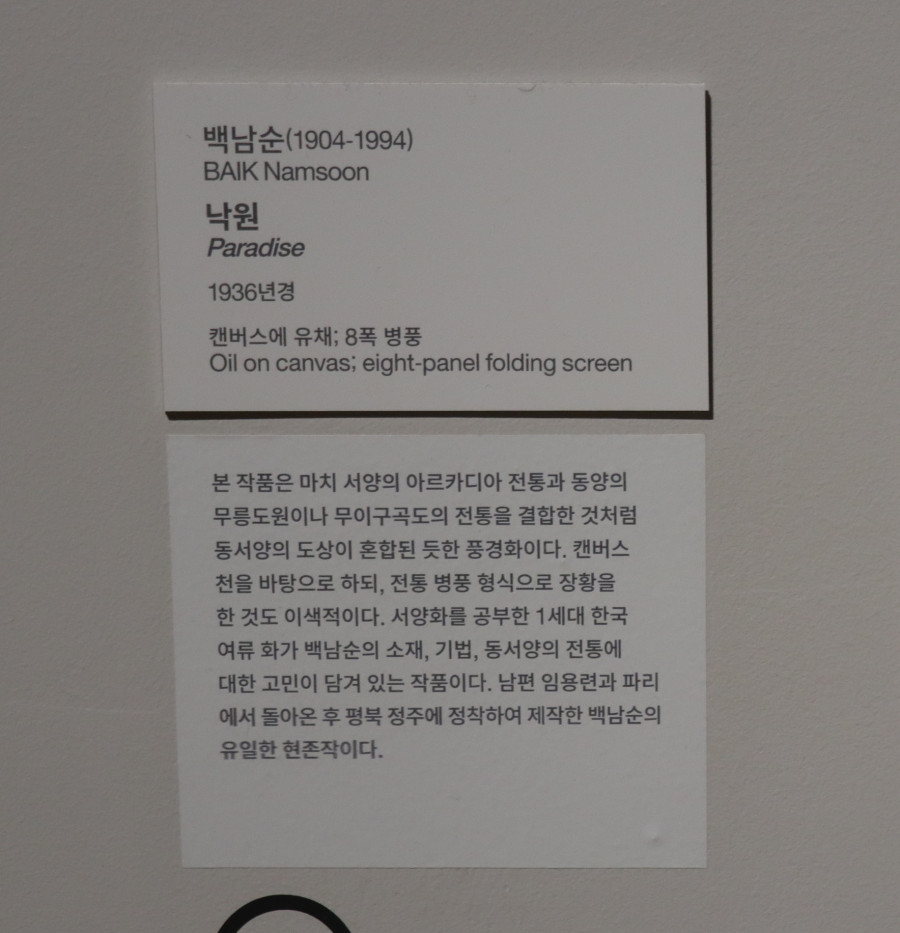 백남순(1904-1994)
BAIK Namsoon
낙원
Paradise
1936년경
캔버스에 유채; 8폭 병풍
Oil on canvas; eight-panel folding screen
본 작품은 마치 서양의 아르카디아 전통과 동양의
무릉도원이나 무이구곡도의 전통을 결합한 것처럼
동서양의 도상이 혼합된 듯한 풍경화이다. 캔버스
천을 바탕으로 하되, 전통 병풍 형식으로 장황을
한 것도 이색적이다. 서양화를 공부한 1세대 한국
여류 화가 백남순의 소재, 기법, 동서양의 전통에
대한 고민이 담겨 있는 작품이다. 남편 임용련과 파리
에서 돌아온 후 평북 정주에 정착하여 제작한 백남순의
유일한 현존작이다.